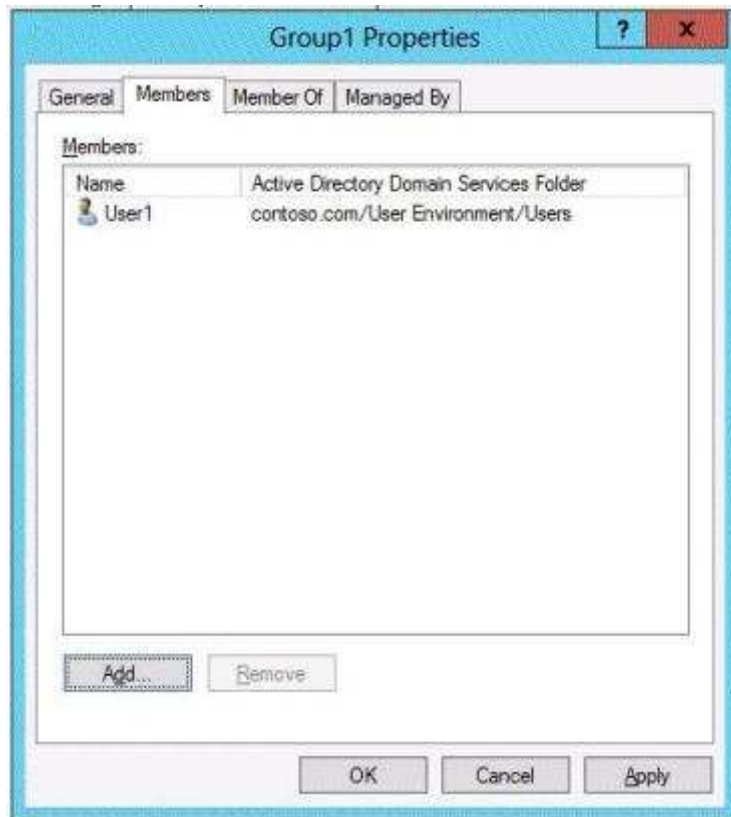 Group1 Properties
?
x
General Members Member Of Managed By
Members:
Name Active Directory Domain Services Folder
User1 contoso.com/User Environment/Users
Add... Remove
OK Cancel Apply